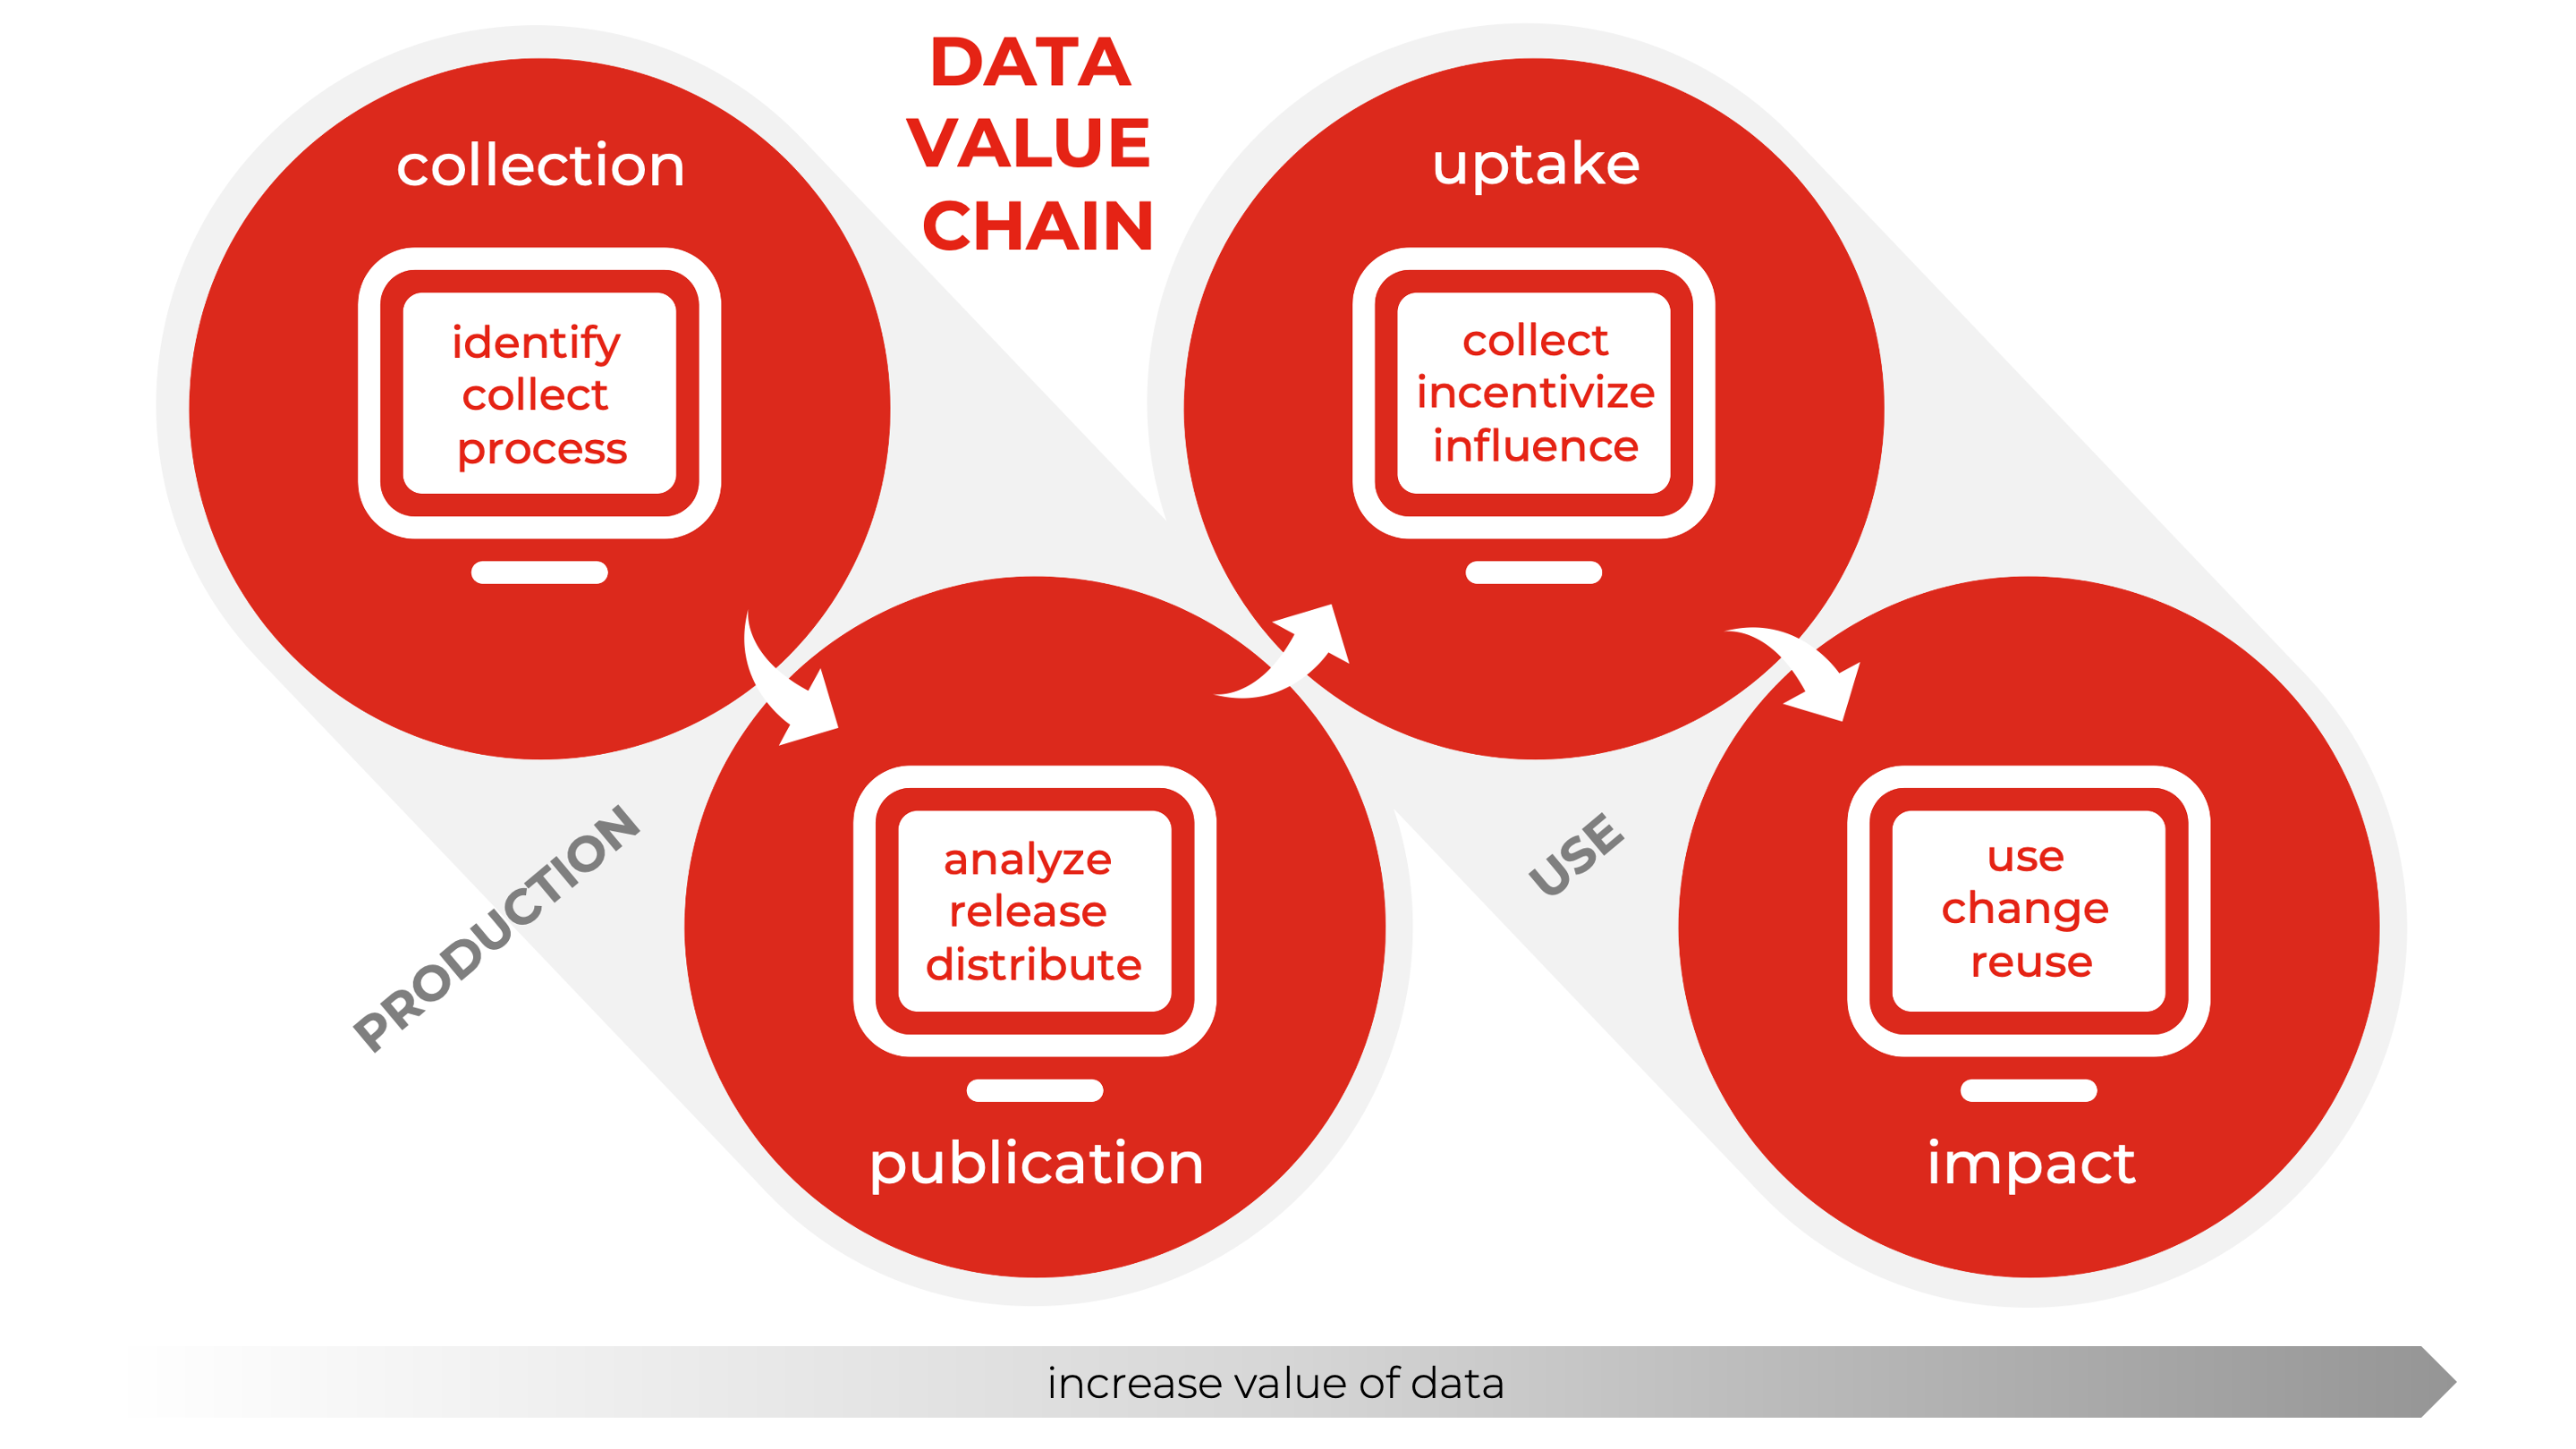 DATA
VALUE
CHAIN
collection
identify
collect
process
PRODUCTION
analyze
release
distribute
publication
uptake
collect
incentivize
influence
USE
use
change
reuse
impact
increase value of data